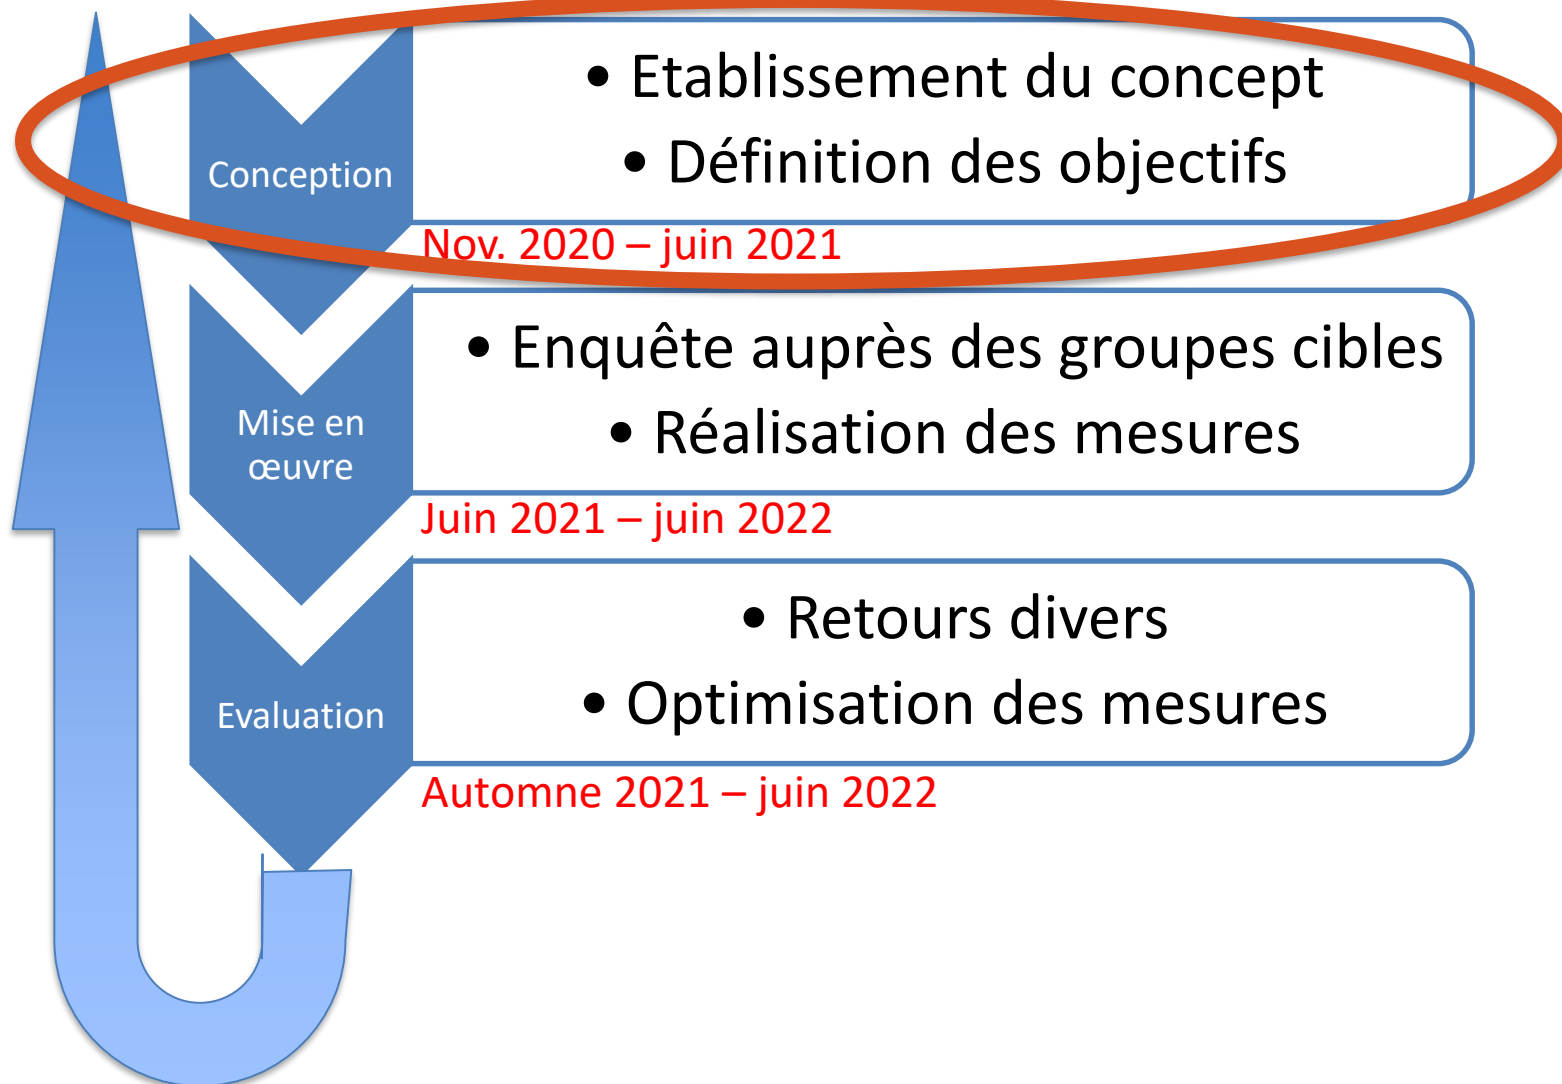 • Etablissement du concept
• Définition des objectifs
Conception
Nov. 2020 – juin 2021
• Enquête auprès des groupes cibles
• Réalisation des mesures
Mise en
œuvre
Juin 2021 – juin 2022
• Retours divers
• Optimisation des mesures
Evaluation
Automne 2021 – juin 2022